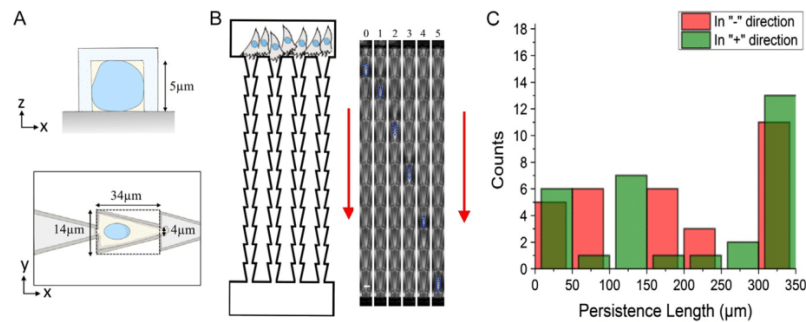 A
B
C
5µm
z
x
34µm
14µm
4µm
y
x
0 1 2 3 4 5
In "-" direction
In "+" direction
18
16
14
12
10
8
6
4
2
0
Counts
0 50 100 150 200 250 300 350
Persistence Length (µm)